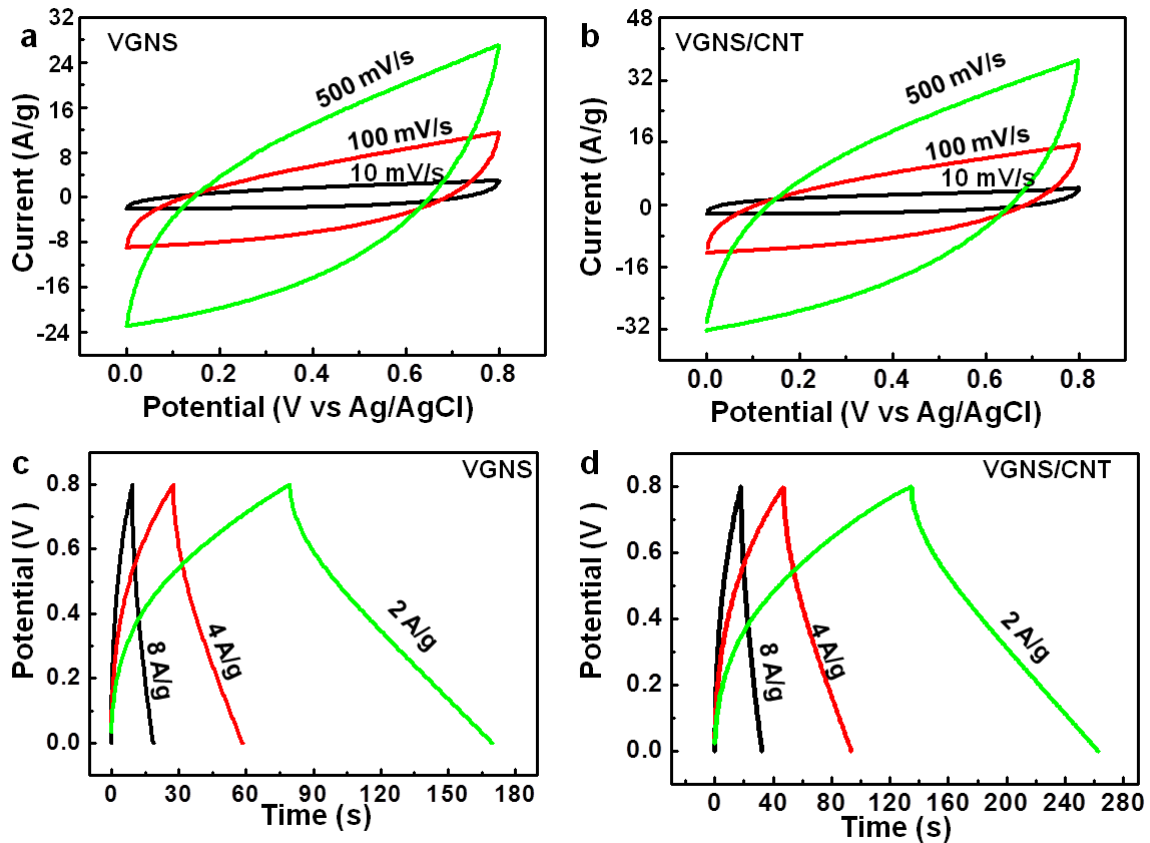 a
VGNS
500 mV/s
100 mV/s
10 mV/s
32
24
16
8
0
-8
-16
-24
Current (A/g)
0.0 0.2 0.4 0.6 0.8
Potential (V vs Ag/AgCl)
b
VGNS/CNT
500 mV/s
100 mV/s
10 mV/s
48
36
16
0
-16
-32
Current (A/g)
0.0 0.2 0.4 0.6 0.8
Potential (V vs Ag/AgCl)
c
VGNS
0.8
0.6
0.4
0.2
0.0
Potential (V )
8 A/g
4 A/g
2 A/g
0 30 60 90 120 150 180
Time (s)
d
VGNS/CNT
0.8
0.6
0.4
0.2
0.0
Potential (V )
8 A/g
4 A/g
2 A/g
0 40 80 120 160 200 240 280
Time (s)